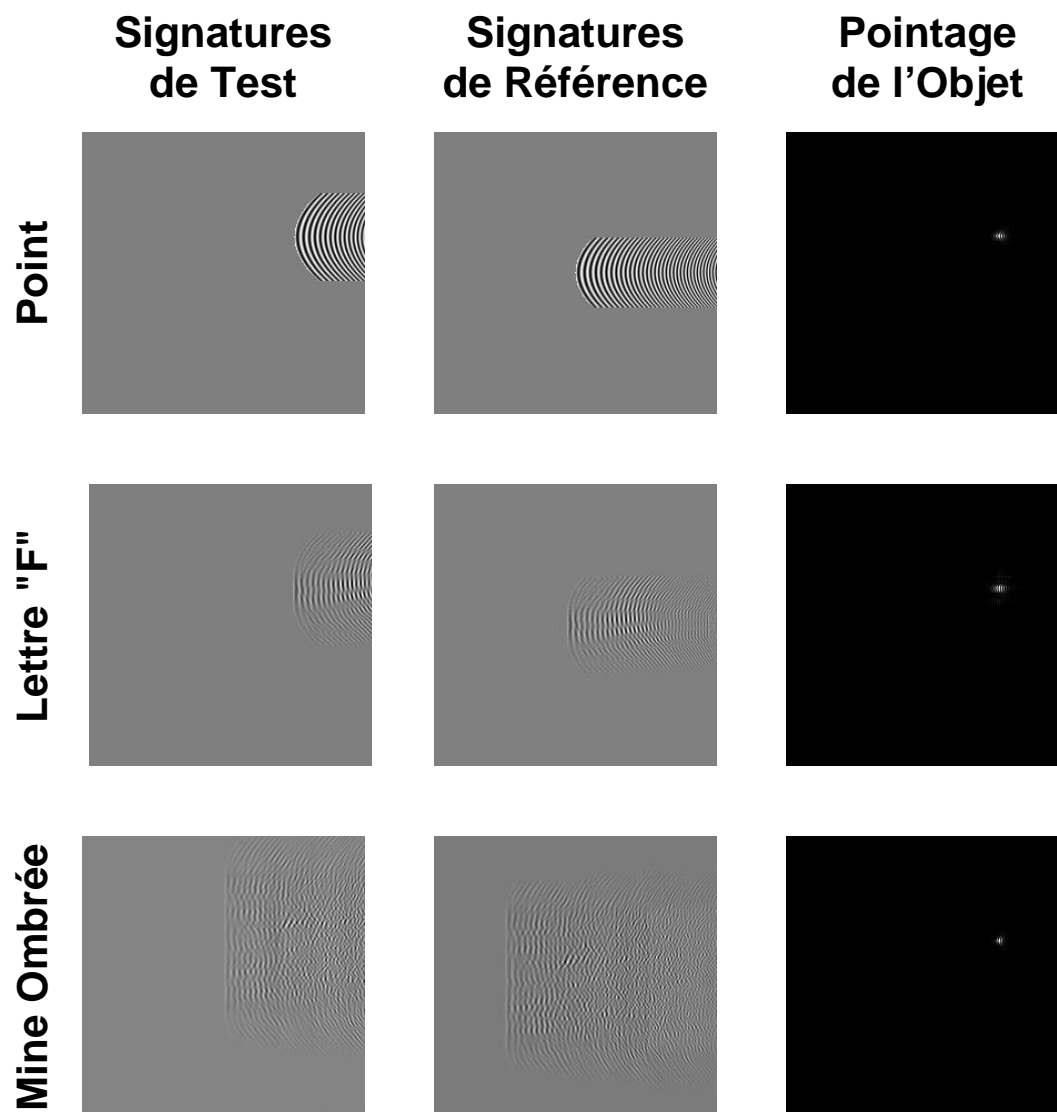 Signatures
de Test
Signatures
de Référence
Pointage
de l’Objet
Point
Lettre "F"
Mine Ombrée